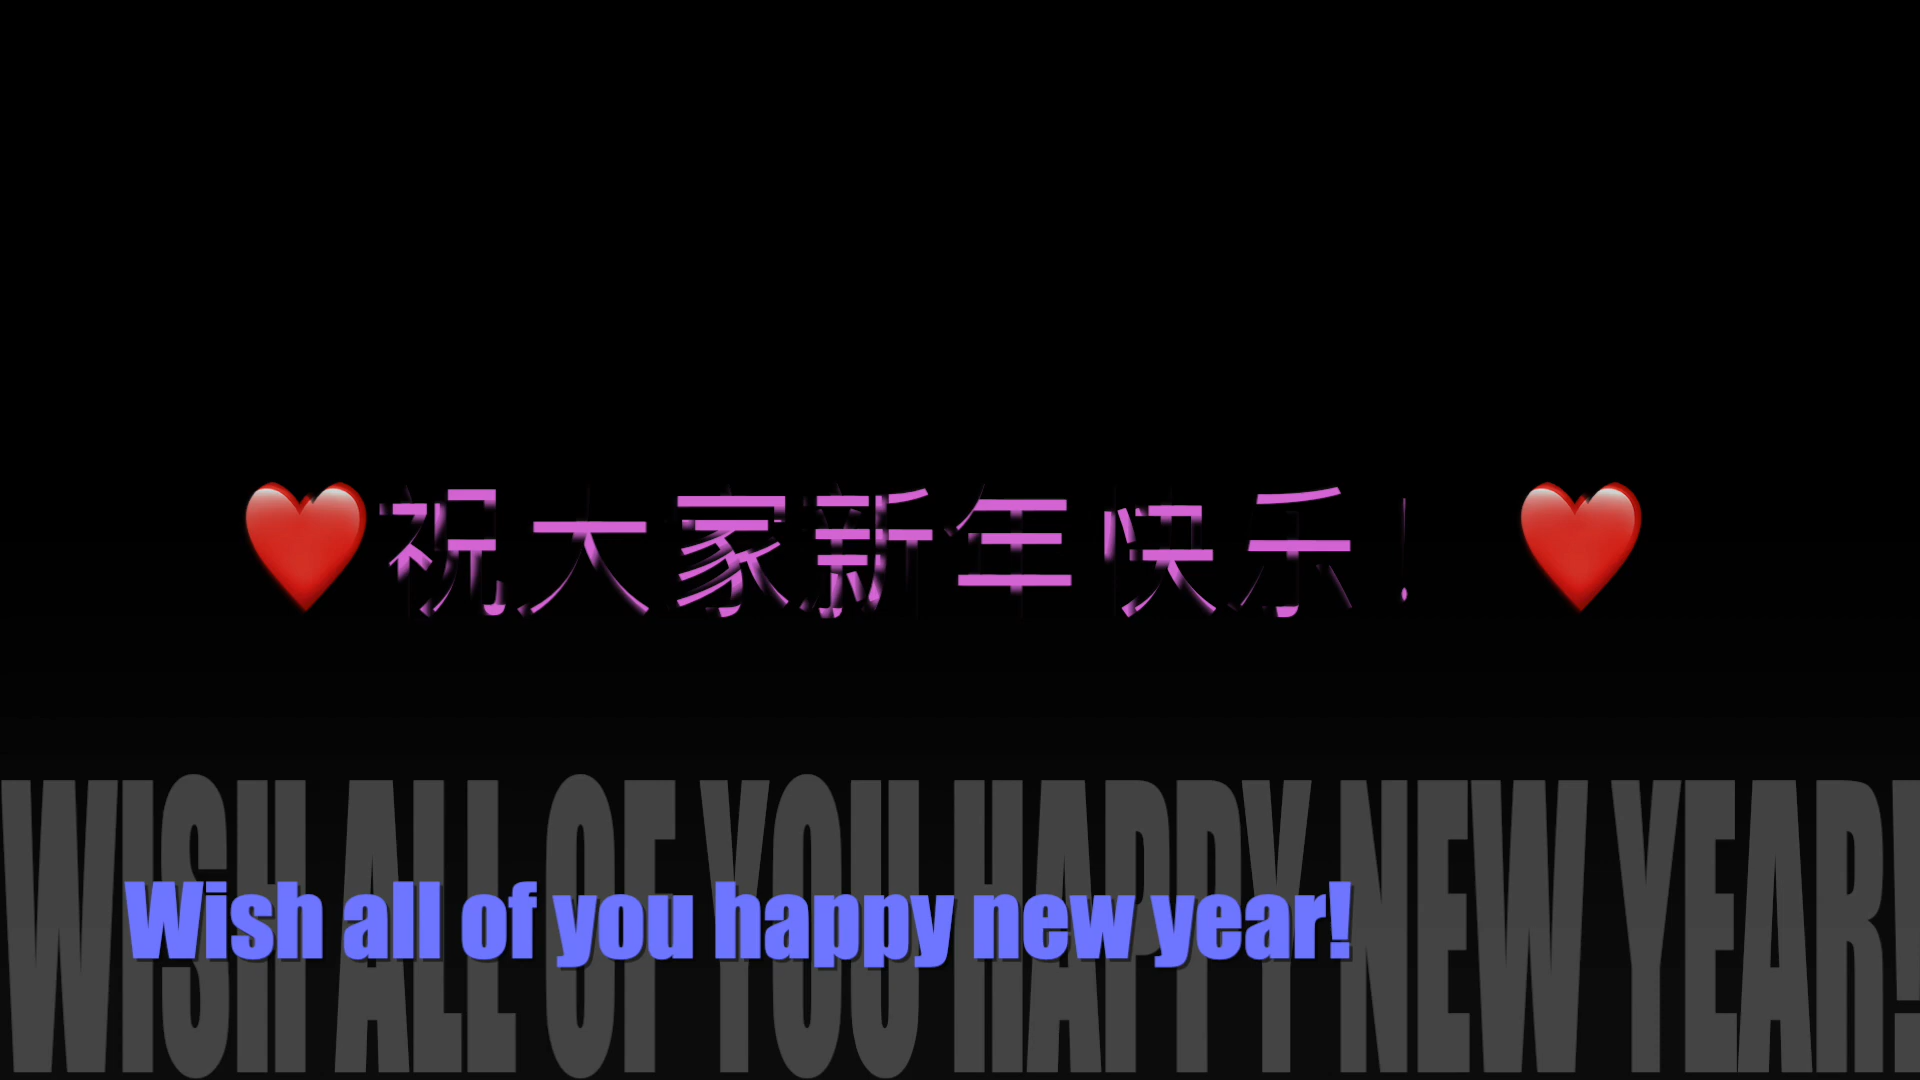 ❤️祝大家新年快乐！❤️
WISH ALL OF YOU HAPPY NEW YEAR!
Wish all of you happy new year!